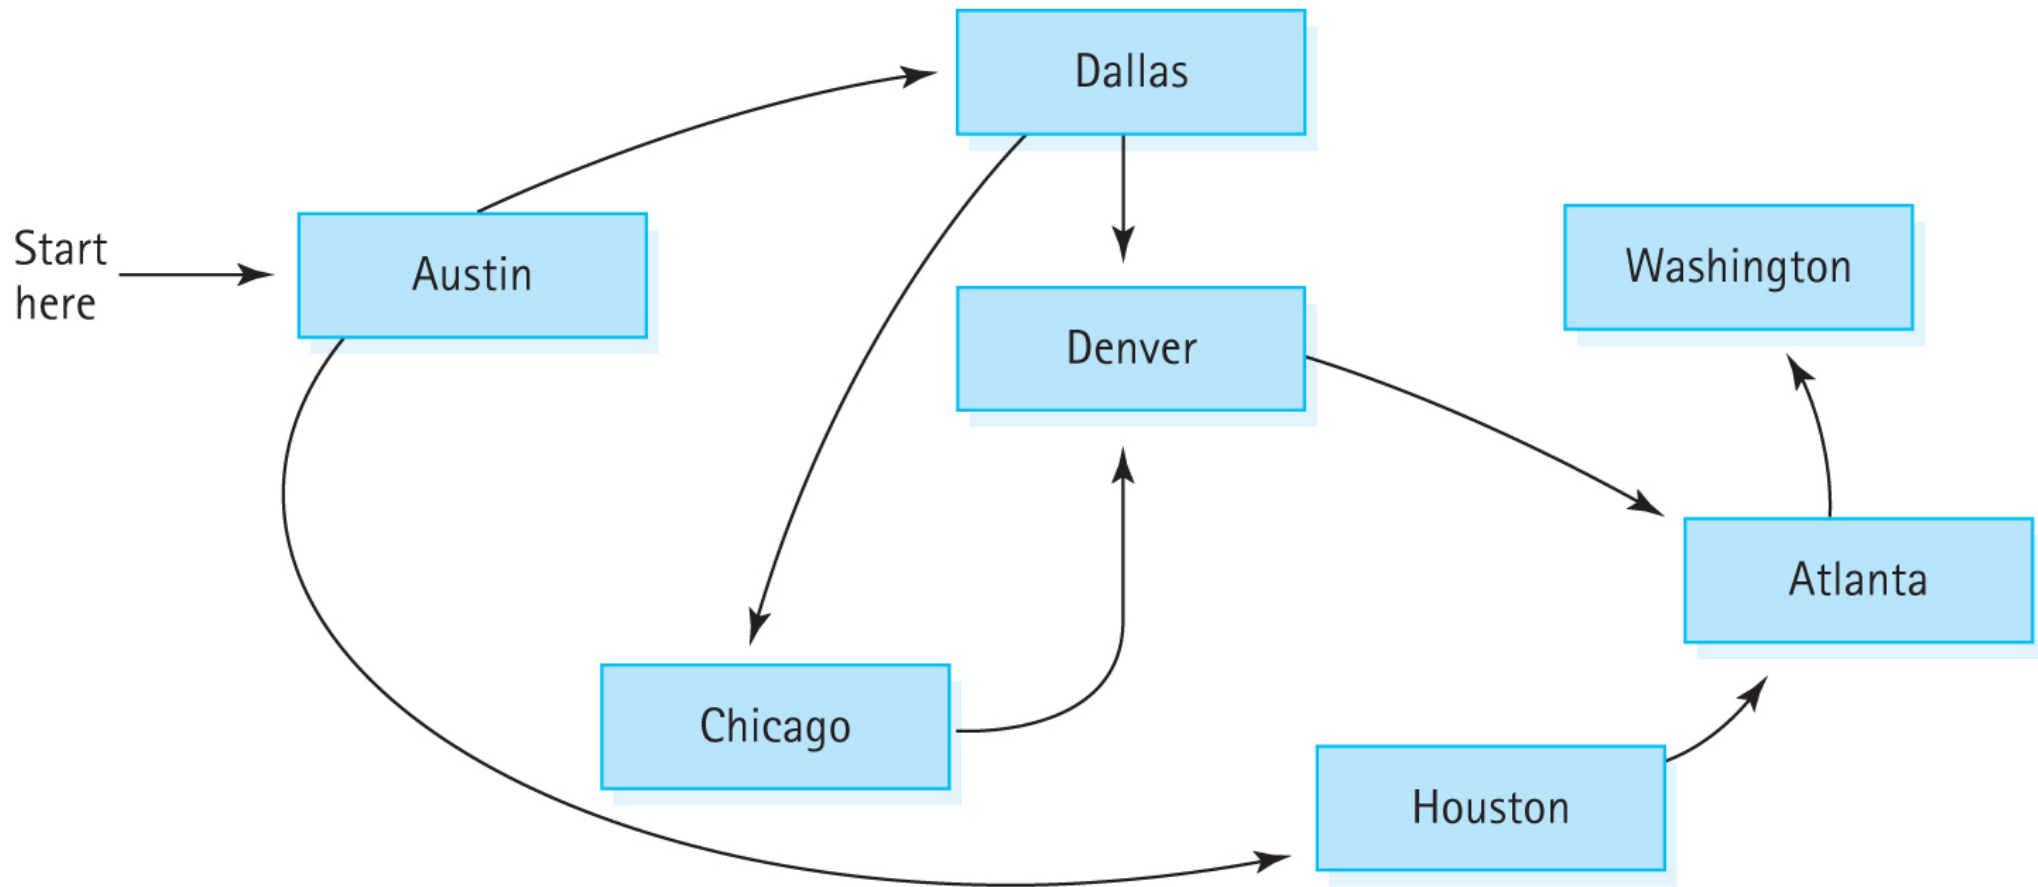 Dallas
Start
here
Austin
Washington
Denver
Atlanta
Chicago
Houston